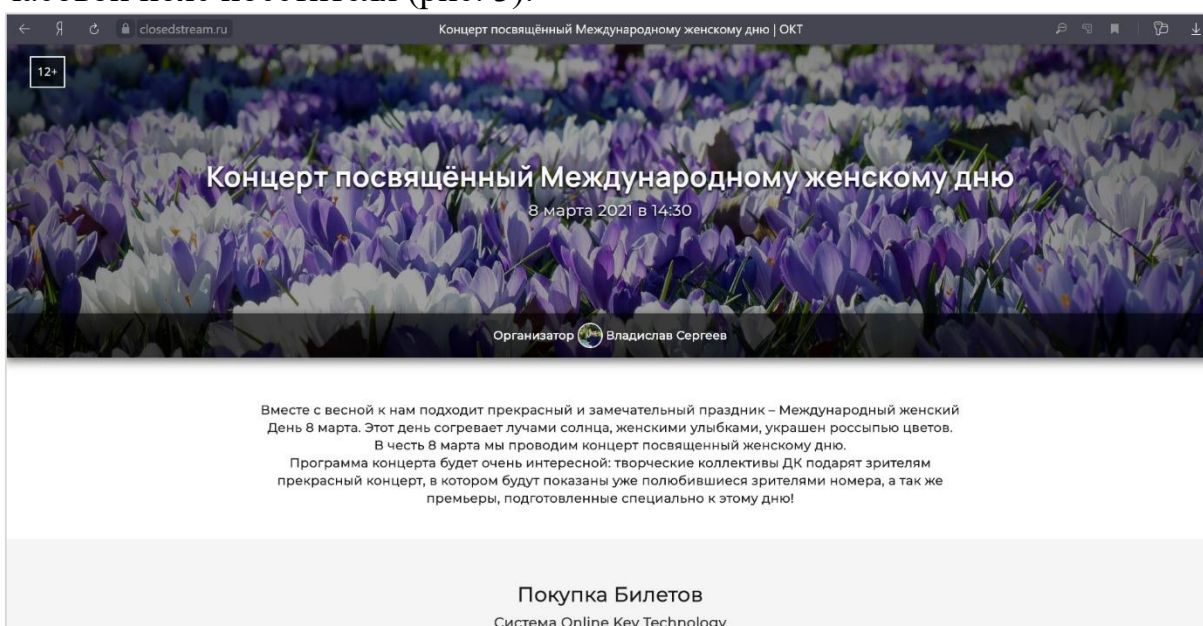 closedstream.ru
Концерт посвящённый Международному женскому дню | ОКТ
12+
Концерт посвящённый Международному женскому дню
8 марта 2021 в 14:30
Организатор Владислав Сергеев
Вместе с весной к нам подходит прекрасный и замечательный праздник – Международный женский
День 8 марта. Этот день согревает лучами солнца, женскими улыбками, украшен россыпью цветов.
В честь 8 марта мы проводим концерт посвященный женскому дню.
Программа концерта будет очень интересной: творческие коллективы ДК подарят зрителям
прекрасный концерт, в котором будут показаны уже полюбившиеся зрителями номера, а так же
премьеры, подготовленные специально к этому дню!
Покупка Билетов
Система Online Key Technology